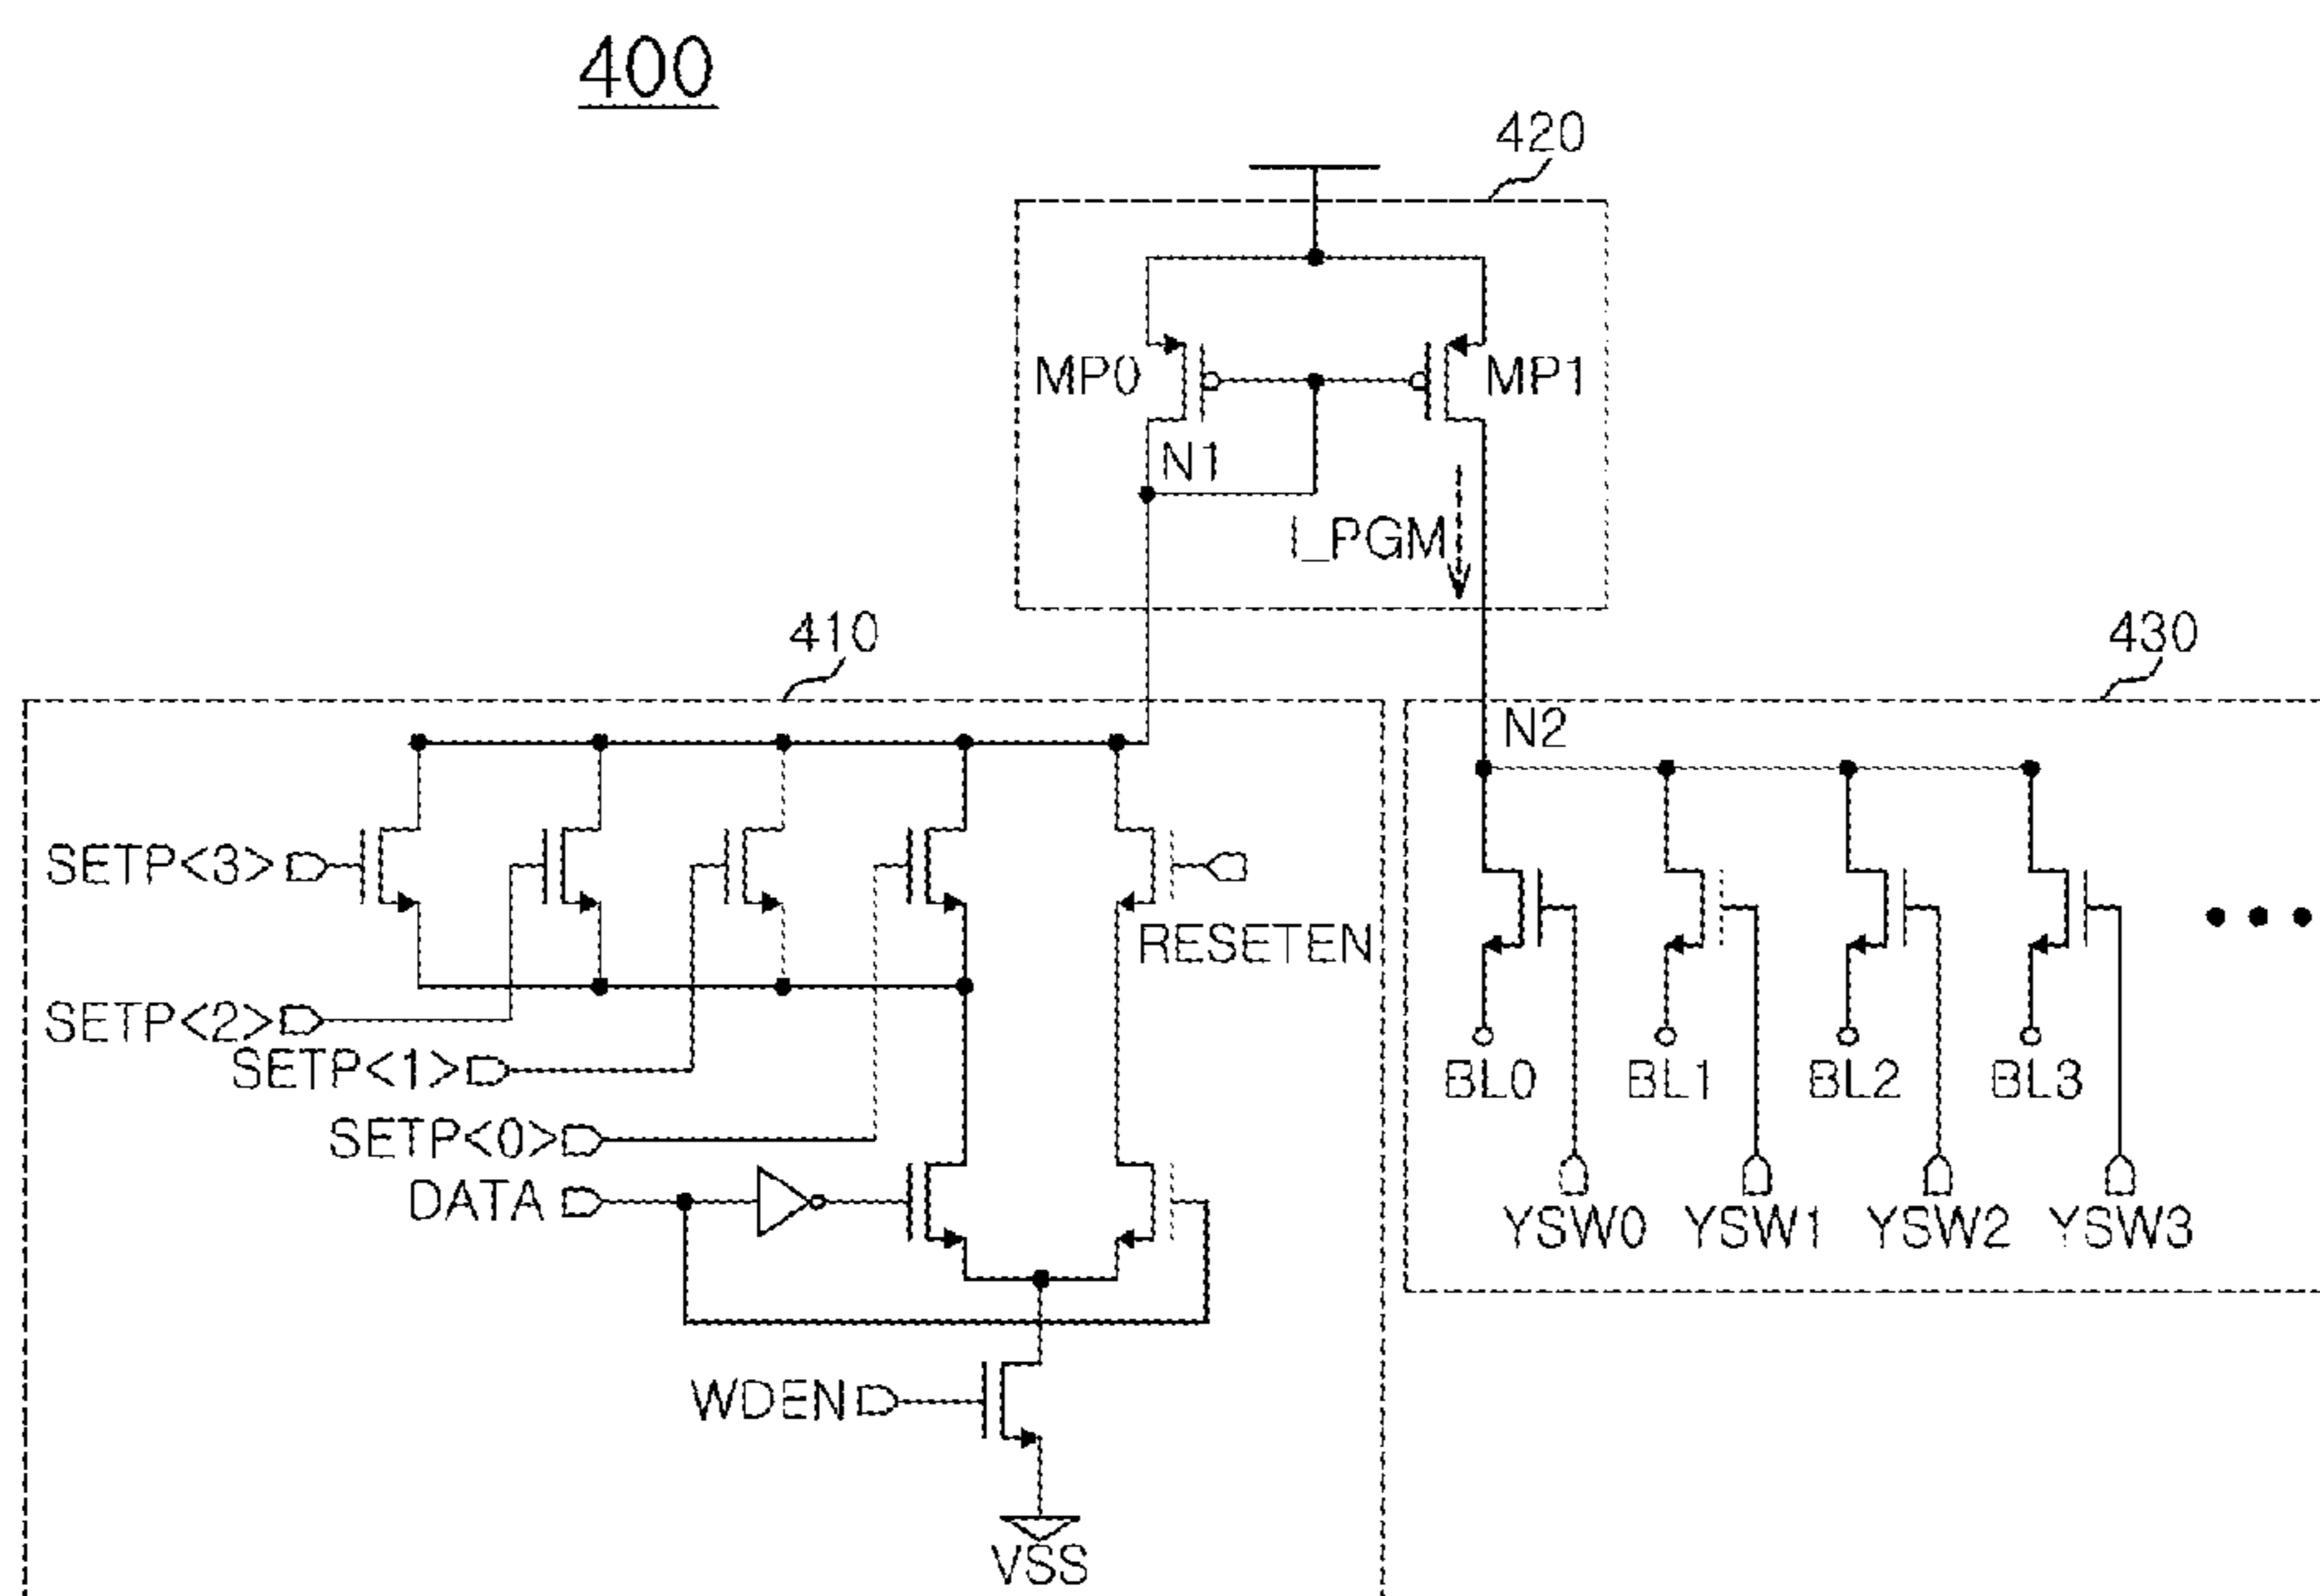 400
420
MP0
MP1
N1
I_PGM
410
430
N2
SETP<3>
RESETEN
SETP<2>
SETP<1>
BL0
BL1
BL2
BL3
SETP<0>
DATA
YSW0
YSW1
YSW2
YSW3
WDEN
VSS